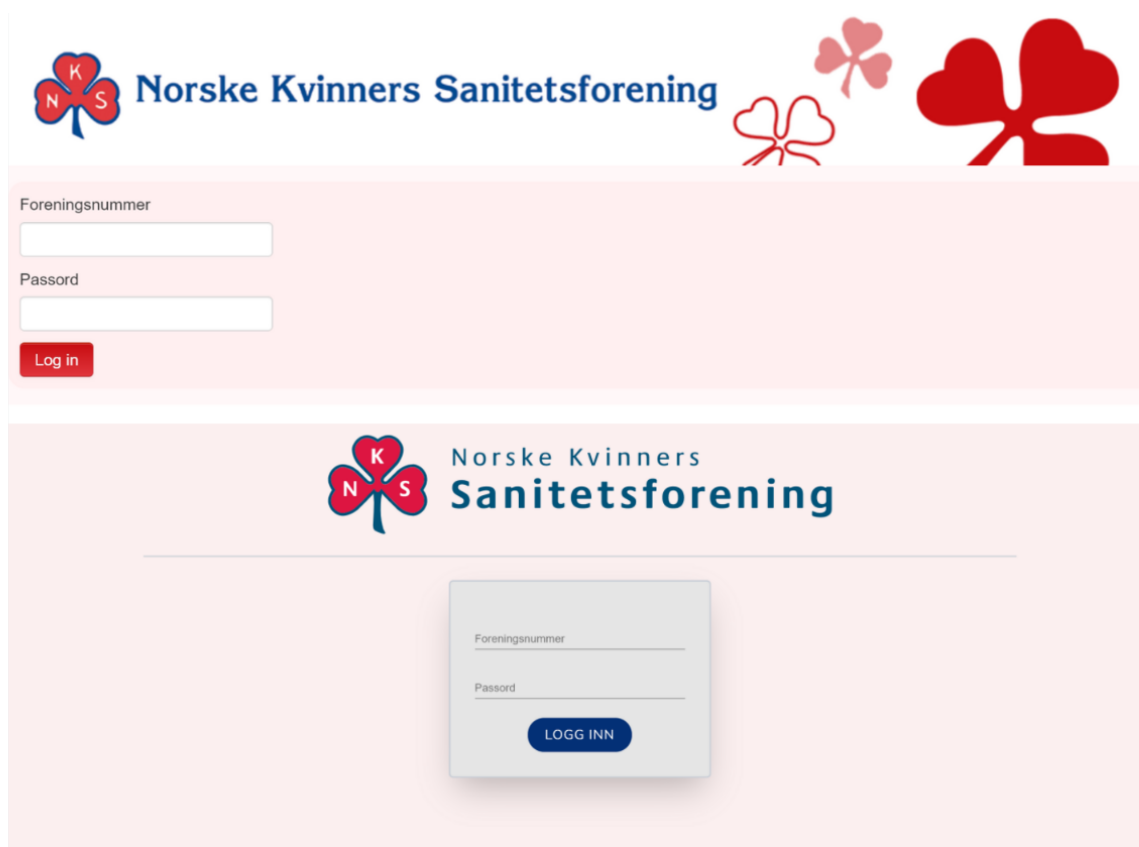 K
N S
Norske Kvinners Sanitetsforening
Foreningsnummer
Passord
Log in
K
N S
Norske Kvinners
Sanitetsforening
Foreningsnummer
Passord
LOGG INN